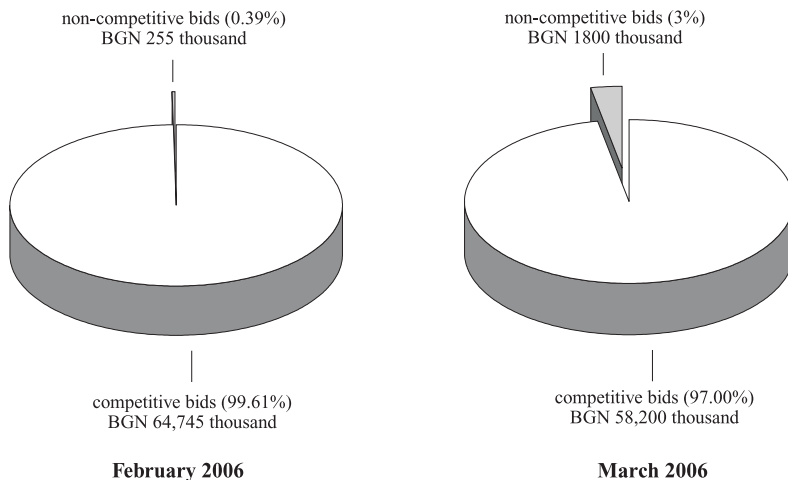 non-competitive bids (0.39%)
BGN 255 thousand
competitive bids (99.61%)
BGN 64,745 thousand
February 2006
non-competitive bids (3%)
BGN 1800 thousand
competitive bids (97.00%)
BGN 58,200 thousand
March 2006